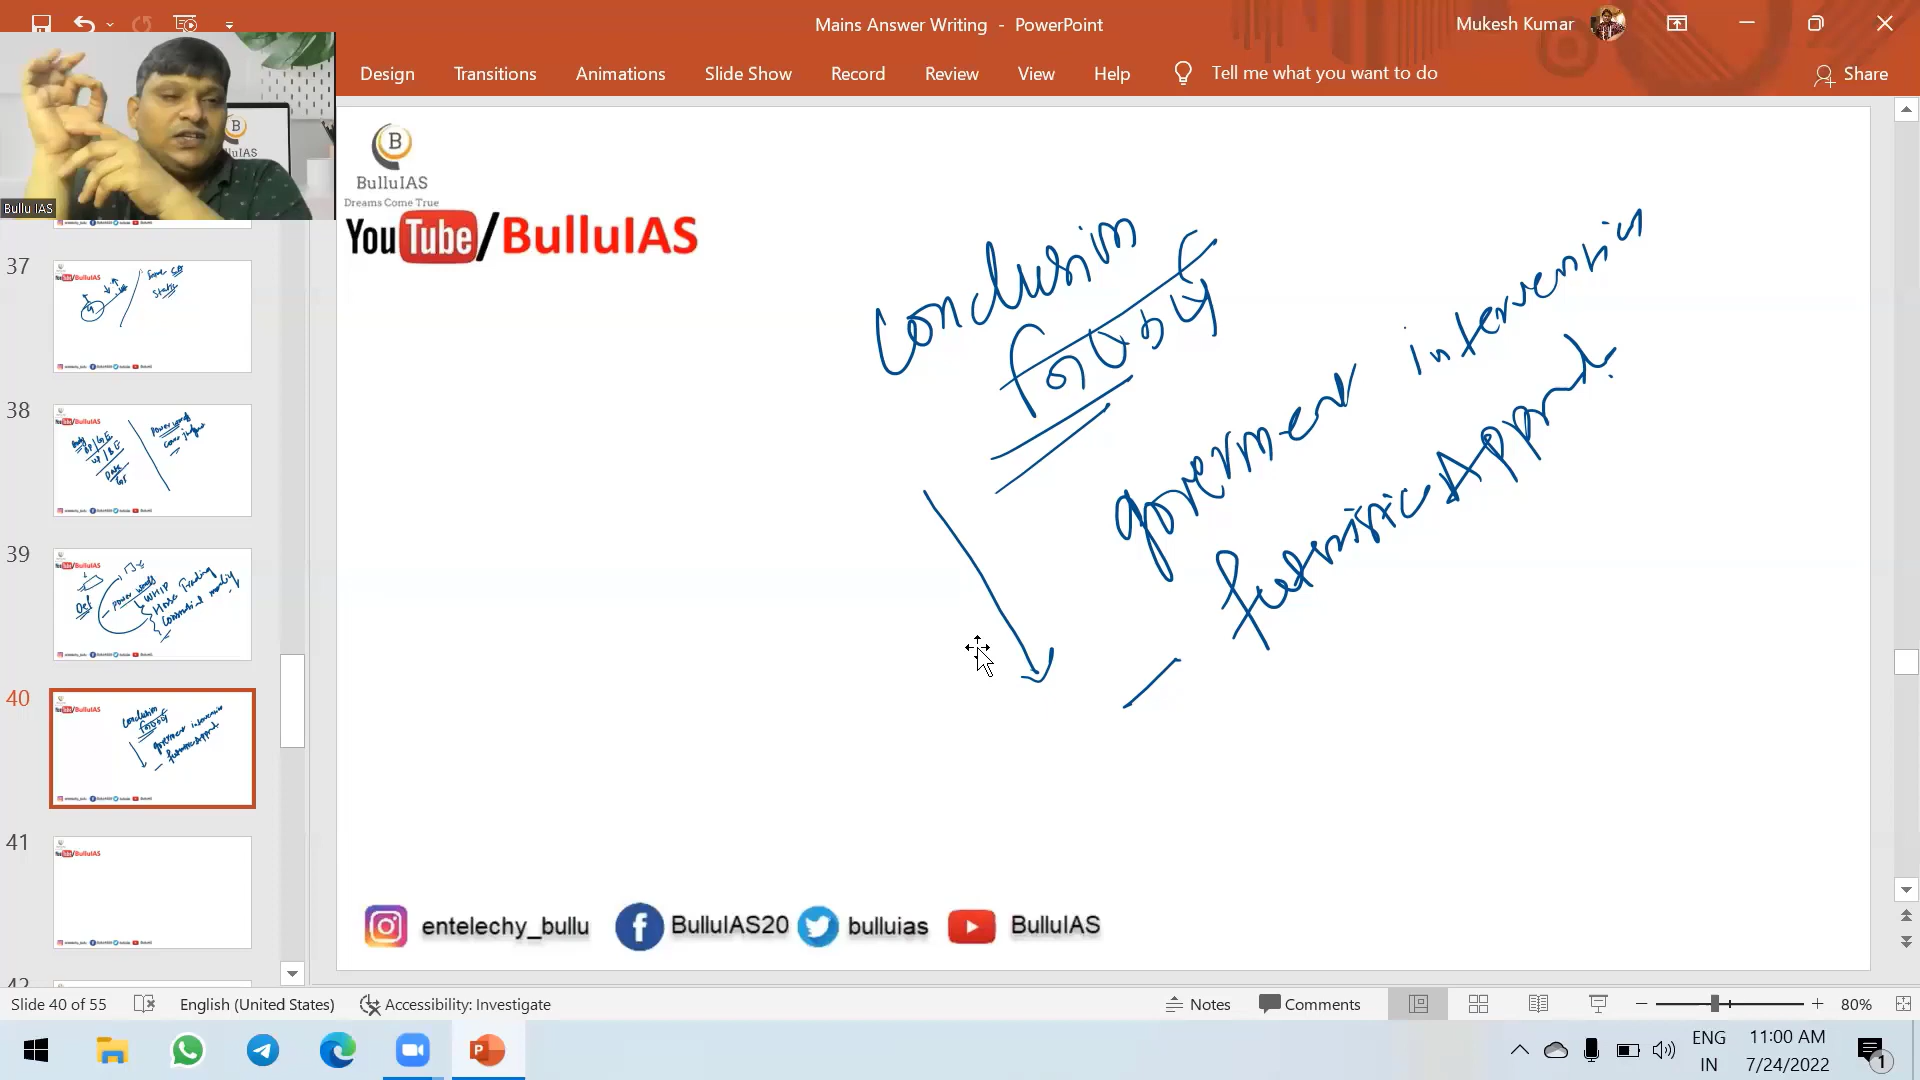 Mains Answer Writing - PowerPoint
Mukesh Kumar
Design Transitions Animations Slide Show Record Review View Help Tell me what you want to do Share
B
BulluIAS
Dreams Come True
YouTube/BulluIAS
Bullu IAS
37
38
39
40
41
conclusion
goverment intervention
futuristic
entelechy_bullu BulluIAS20 bulluias BulluIAS
Slide 40 of 55 English (United States) Accessibility: Investigate Notes Comments 80%
ENG
IN
11:00 AM
7/24/2022
1